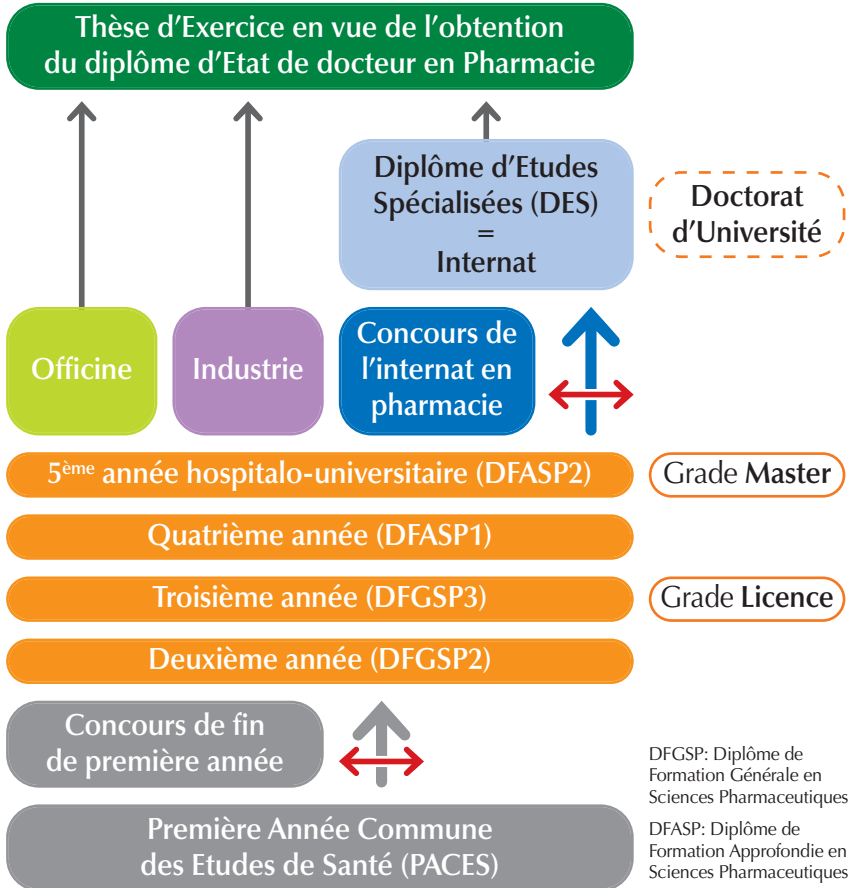 Thèse d’Exercice en vue de l’obtention
du diplôme d’Etat de docteur en Pharmacie
Diplôme d’Etudes
Spécialisées (DES)
=
Internat
Doctorat
d’Université
Officine
Industrie
Concours de
l’internat en
pharmacie
5ème année hospitalo-universitaire (DFASP2)
Grade Master
Quatrième année (DFASP1)
Troisième année (DFGSP3)
Grade Licence
Deuxième année (DFGSP2)
Concours de fin
de première année
Première Année Commune
des Etudes de Santé (PACES)
DFGSP: Diplôme de
Formation Générale en
Sciences Pharmaceutiques
DFASP: Diplôme de
Formation Approfondie en
Sciences Pharmaceutiques